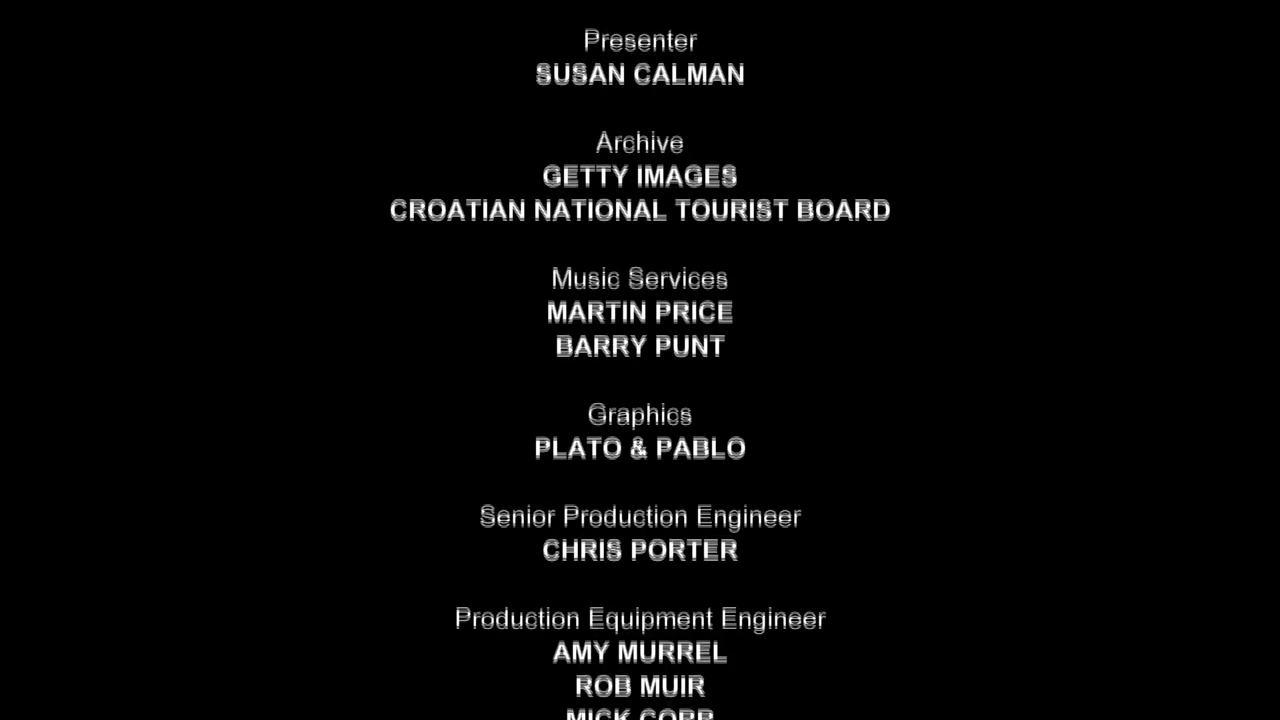 Presenter
SUSAN CALMAN
Archive
GETTY IMAGES
CROATIAN NATIONAL TOURIST BOARD
Music Services
MARTIN PRICE
BARRY PUNT
Graphics
PLATO & PABLO
Senior Production Engineer
CHRIS PORTER
Production Equipment Engineer
AMY MURREL
ROB MUIR
MICK